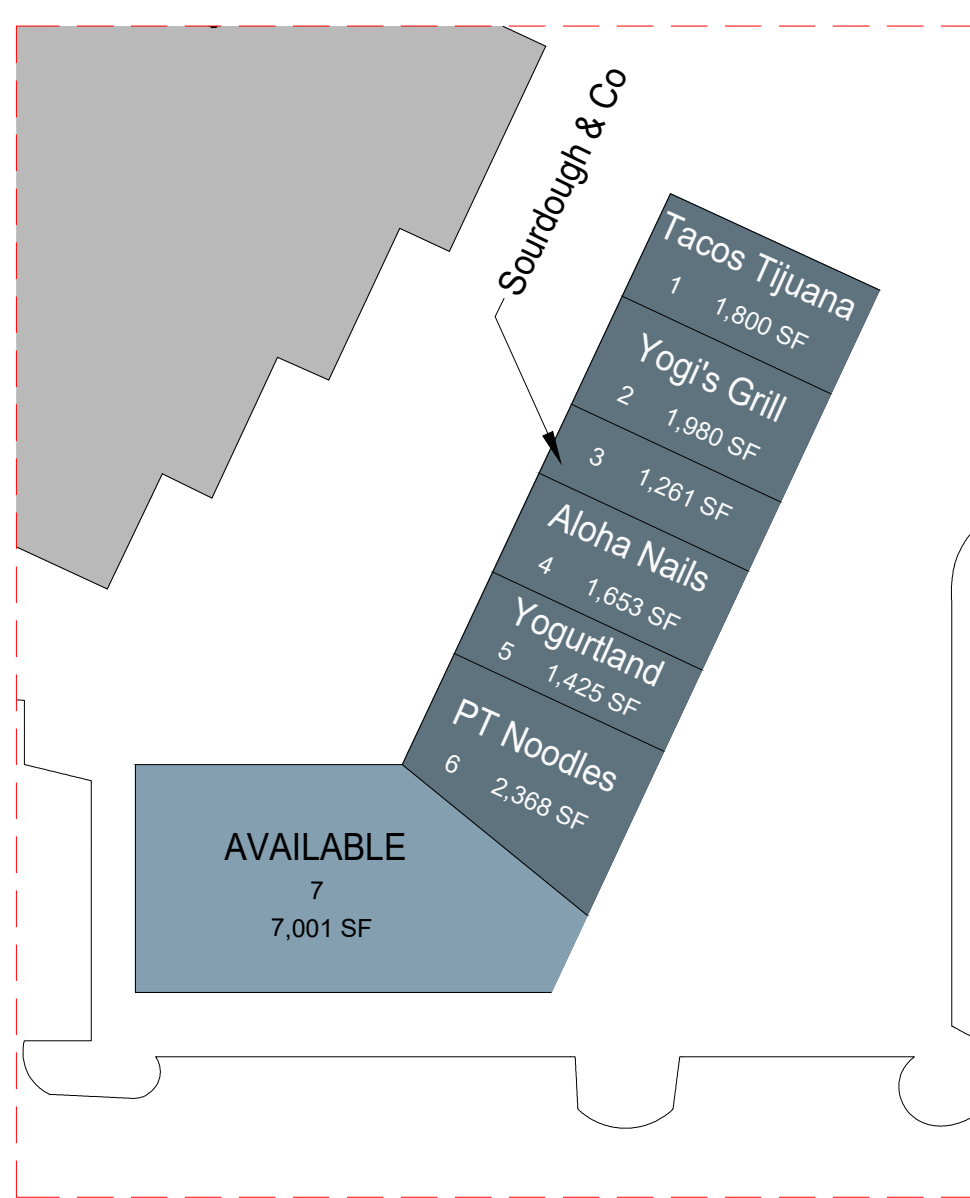 Sourdough & Co
Tacos Tijuana
1 1,800 SF
Yogi's Grill
2 1,980 SF
3 1,261 SF
Aloha Nails
4 1,653 SF
Yogurtland
5 1,425 SF
PT Noodles
6 2,368 SF
AVAILABLE
7
7,001 SF